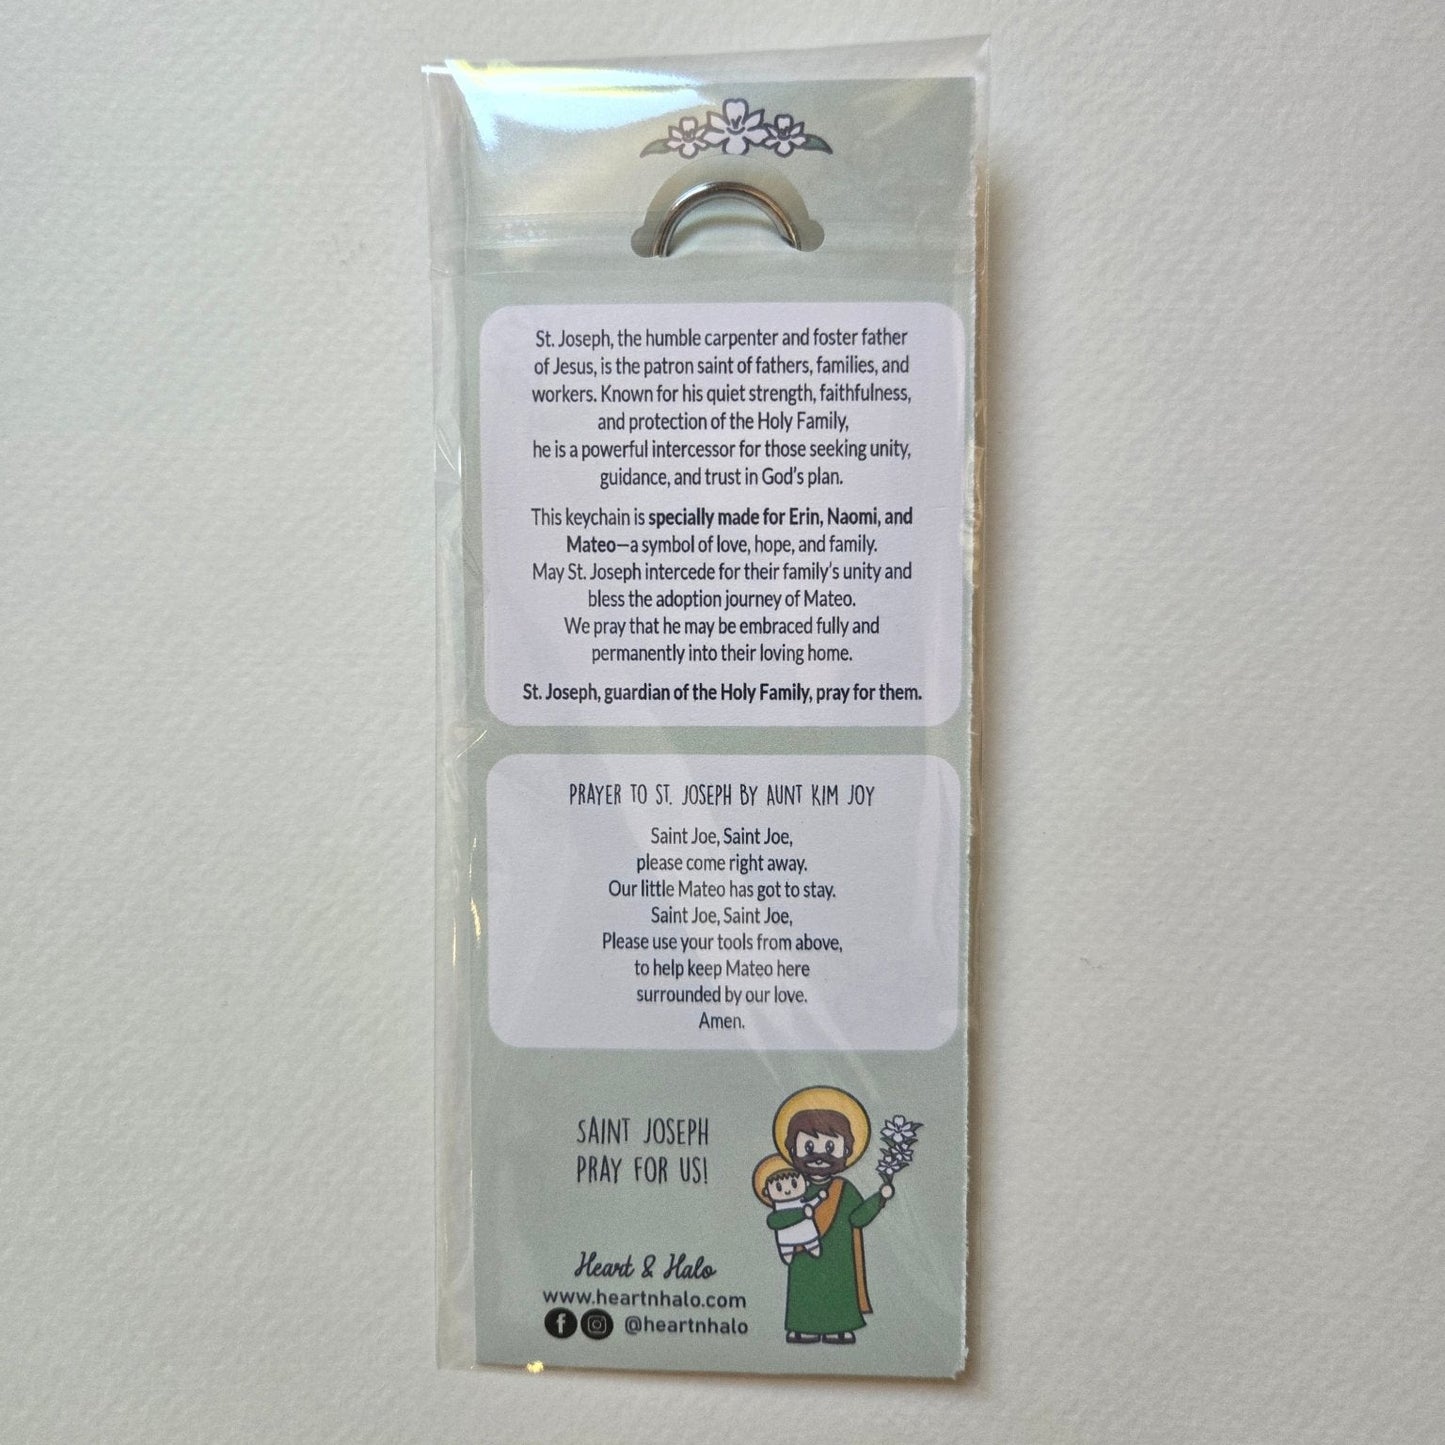 St. Joseph, the humble carpenter and foster father
of Jesus, is the patron saint of fathers, families, and
workers. Known for his quiet strength, faithfulness,
and protection of the Holy Family,
he is a powerful intercessor for those seeking unity,
guidance, and trust in God's plan.
This keychain is specially made for Erin, Naomi, and
Mateo—a symbol of love, hope, and family.
May St. Joseph intercede for their family's unity and
bless the adoption journey of Mateo.
We pray that he may be embraced fully and
permanently into their loving home.
St. Joseph, guardian of the Holy Family, pray for them.
PRAYER TO ST. JOSEPH BY AUNT KIM JOY
Saint Joe, Saint Joe,
please come right away.
Our little Mateo has got to stay.
Saint Joe, Saint Joe,
Please use your tools from above,
to help keep Mateo here
surrounded by our love.
Amen.
SAINT JOSEPH
PRAY FOR US!
Heart & Halo
www.heartnhalo.com
f @heartnhalo